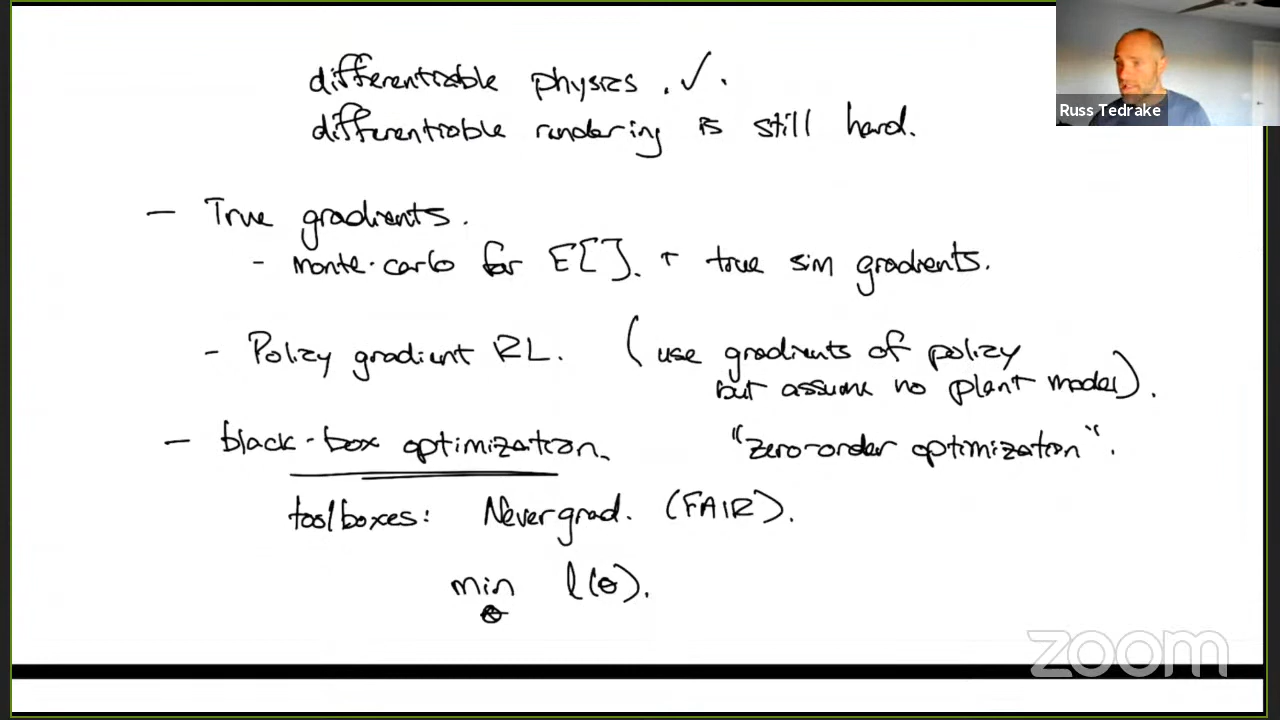 differentiable physics . ✓.
differentiable rendering is still hard.
Russ Tedrake
— True gradients.
- monte-carlo for E[]. + true sim gradients.
- Policy gradient RL. (use gradients of policy
but assume no plant model).
— black-box optimization. "zero-order optimization".
toolboxes: Nevergrad. (FAIR).
min l(θ).
θ
zoom